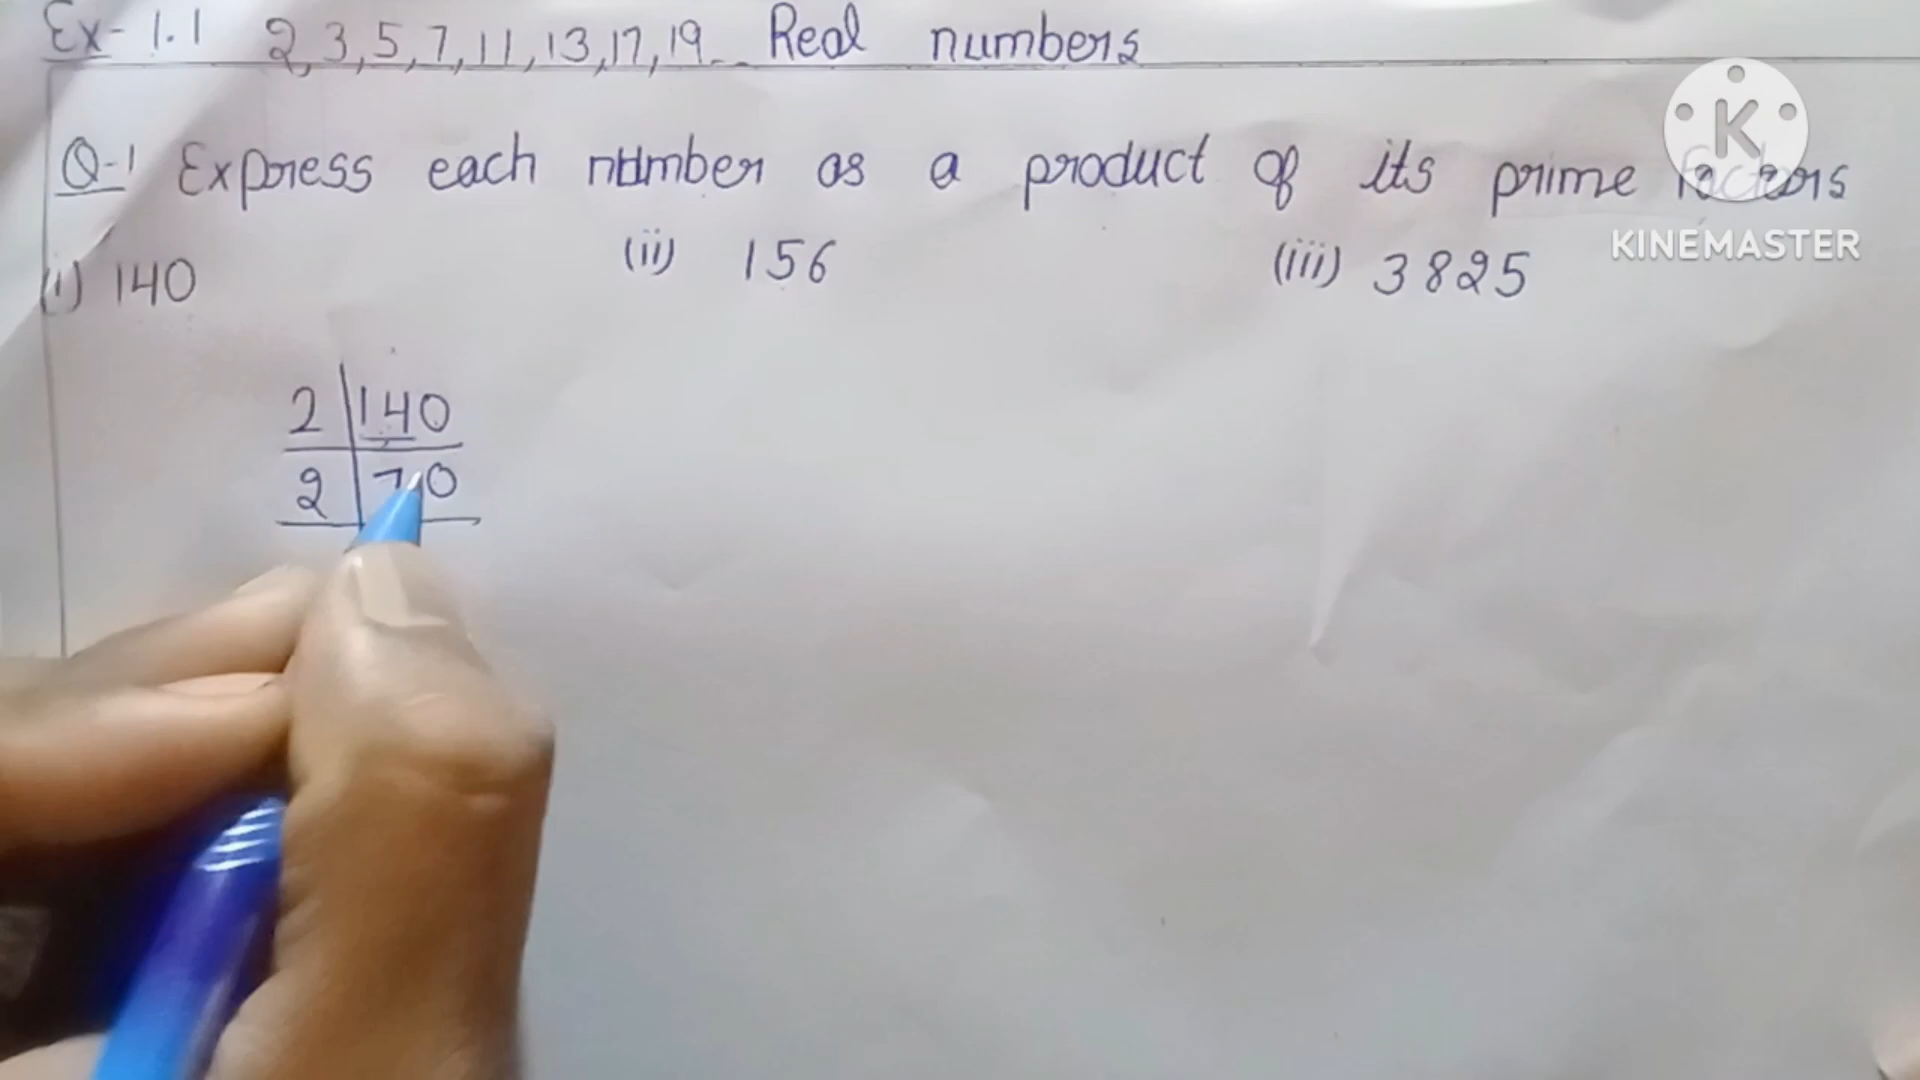 Ex- 1.1 2,3,5,7,11,13,17,19.. Real numbers
Q-1 Express each number as a product of its prime factors
(i) 140 (ii) 156 (iii) 3825
K
KINEMASTER
2 140
2 70